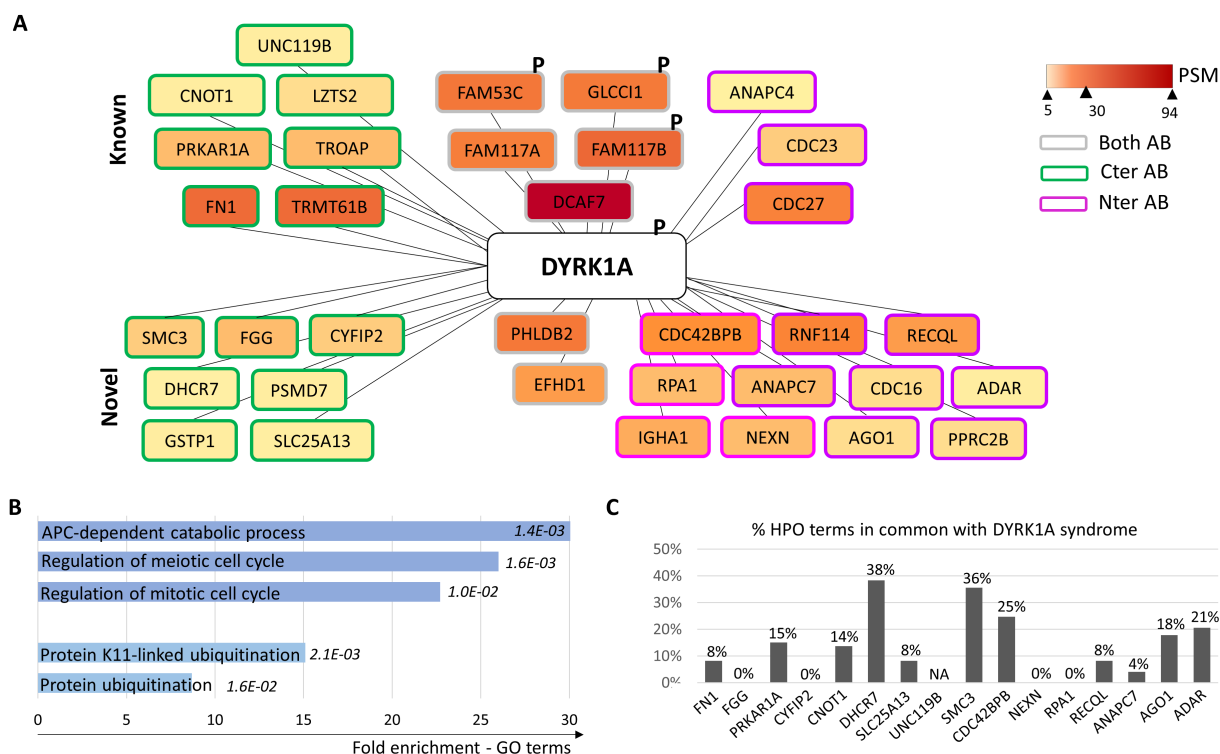 A
UNC119B
P
P
PSM
CNOT1
LZTS2
FAM53C
GLCCI1
ANAPC4
5
30
94
P
Known
PRKAR1A
TROAP
FAM117A
FAM117B
CDC23
Both AB
Cter AB
FN1
TRMT61B
DCAF7
CDC27
Nter AB
P
DYRK1A
SMC3
FGG
CYFIP2
PHLDB2
CDC42BPB
RNF114
RECQL
Novel
DHCR7
PSMD7
EFHD1
RPA1
ANAPC7
CDC16
ADAR
GSTP1
SLC25A13
IGHA1
NEXN
AGO1
PPRC2B
B
APC-dependent catabolic process
1.4E-03
Regulation of meiotic cell cycle
1.6E-03
Regulation of mitotic cell cycle
1.0E-02
Protein K11-linked ubiquitination
2.1E-03
Protein ubiquitination
1.6E-02
0 5 10 15 20 25 30
Fold enrichment - GO terms
C
% HPO terms in common with DYRK1A syndrome
50%
40%
30%
20%
10%
0%
8%
0%
15%
0%
14%
38%
8%
NA
36%
25%
0%
0%
8%
4%
18%
21%
FN1
FGG
PRKAR1A
CYFIP2
CNOT1
DHCR7
SLC25A13
UNC119B
SMC3
CDC42BPB
NEXN
RPA1
RECQL
ANAPC7
AGO1
ADAR